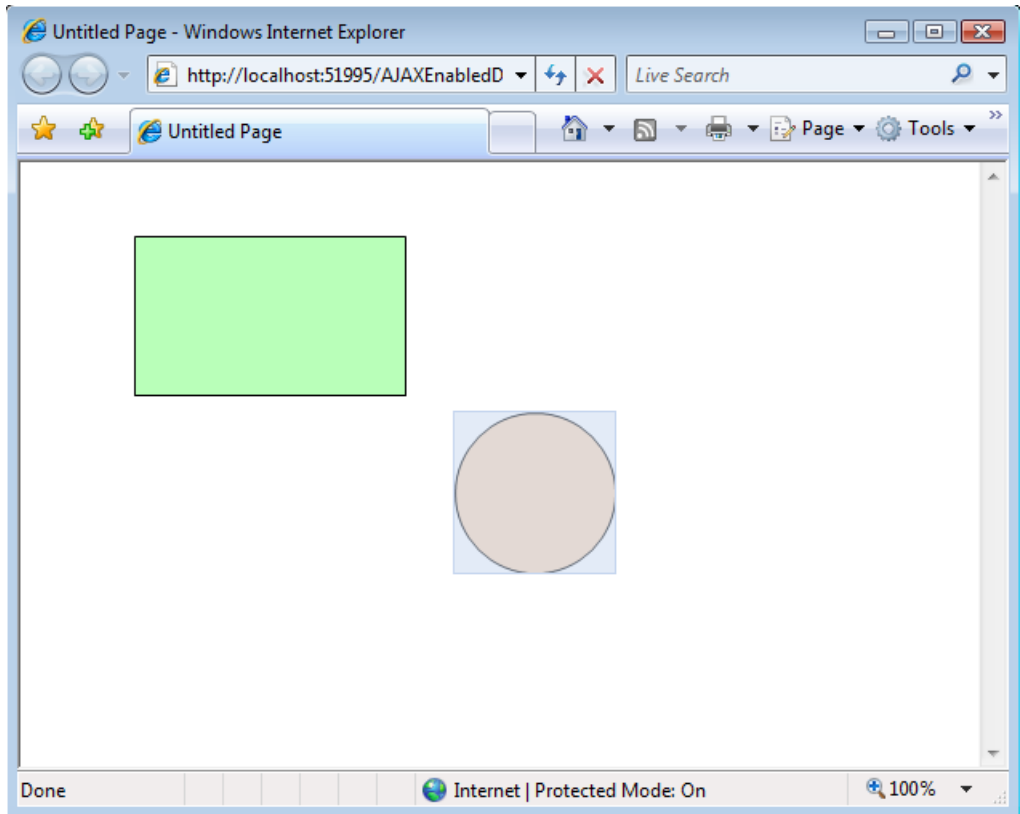 Untitled Page - Windows Internet Explorer
http://localhost:51995/AJAXEnabledD
Live Search
Untitled Page
Page
Tools
Done
Internet | Protected Mode: On
100%